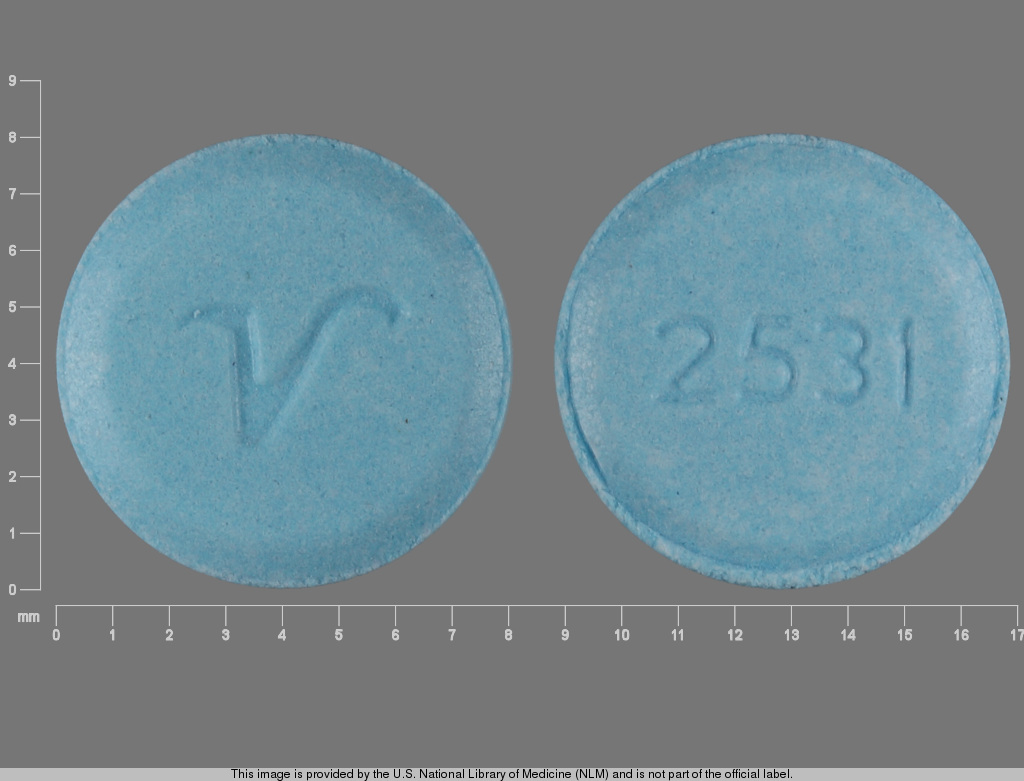 9
8
7
6
5
4
3
2
1
0
mm
V
2531
0 1 2 3 4 5 6 7 8 9 10 11 12 13 14 15 16 17
This image is provided by the U.S. National Library of Medicine (NLM) and is not part of the official label.